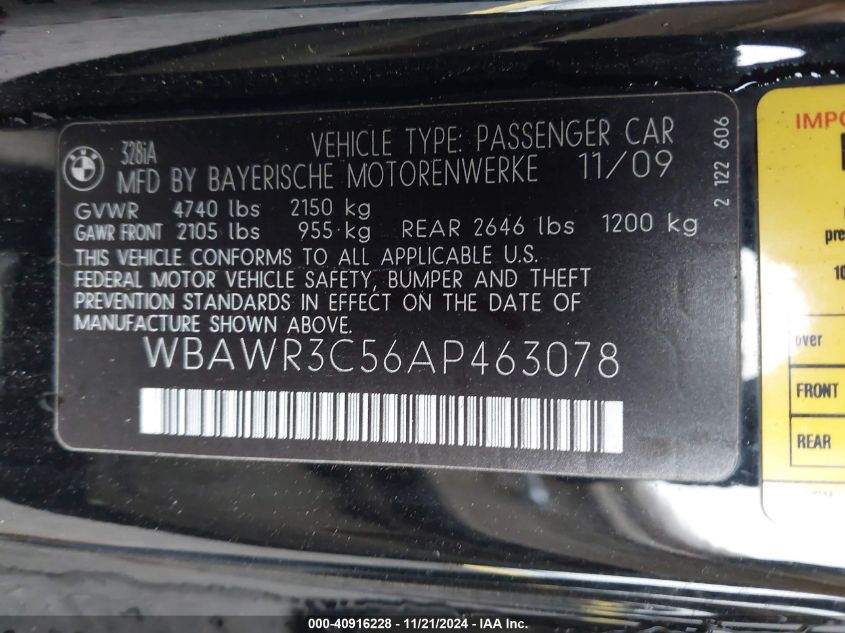 BMW
328iA
VEHICLE TYPE: PASSENGER CAR
MFD BY BAYERISCHE MOTORENWERKE 11/09
GVWR 4740 lbs 2150 kg
GAWR FRONT 2105 lbs 955 kg REAR 2646 lbs 1200 kg
THIS VEHICLE CONFORMS TO ALL APPLICABLE U.S.
FEDERAL MOTOR VEHICLE SAFETY, BUMPER AND THEFT
PREVENTION STANDARDS IN EFFECT ON THE DATE OF
MANUFACTURE SHOWN ABOVE.
WBAWR3C56AP463078
2 122 606
IMPO
pre
10
over
FRONT
REAR
000-40916228 - 11/21/2024 - IAA Inc.